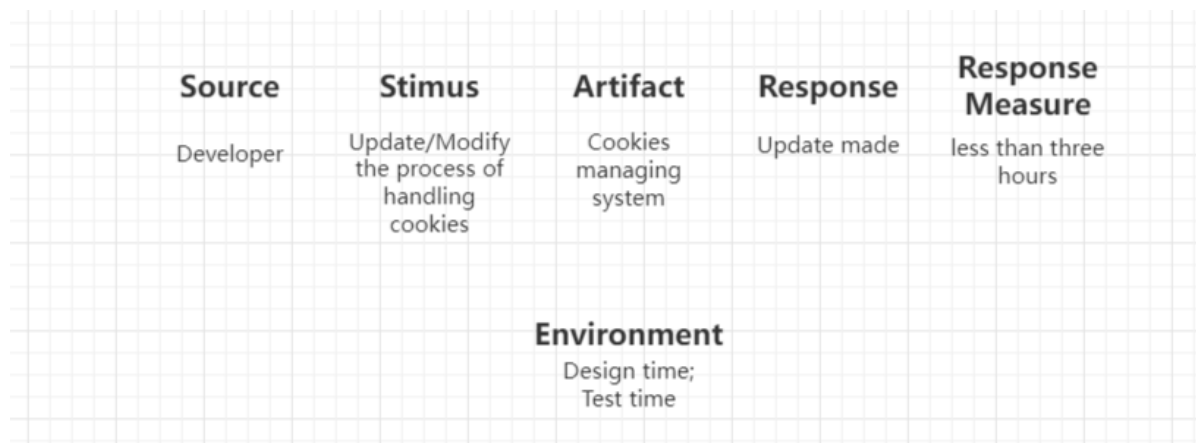 Source
Developer
Stimus
Update/Modify
the process of
handling
cookies
Artifact
Cookies
managing
system
Response
Update made
Response
Measure
less than three
hours
Environment
Design time;
Test time